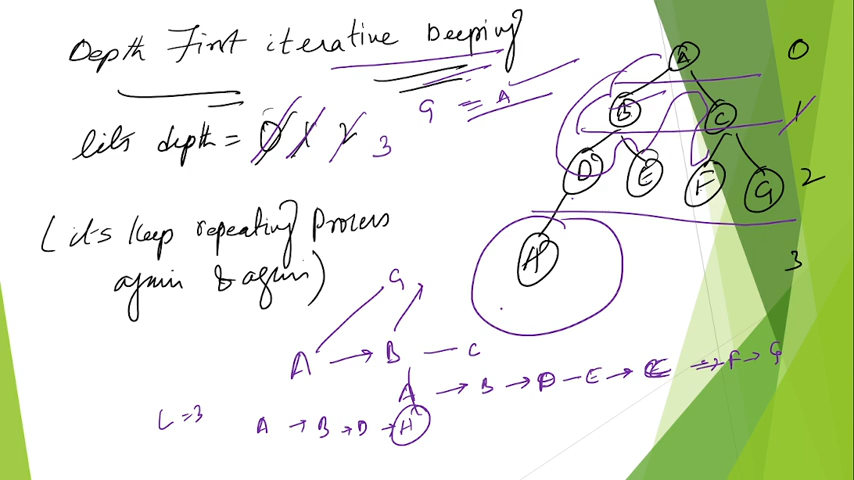 Depth First iterative Deeping
G = A
lits depth = 0 1 2 3
(it's keep repeating Process
again & again)
A 0
B C 1
D E F G 2
A 3
G
A → B — C
A → B → D — E → C ⇒ F → G
L = 3 A → B → D → H